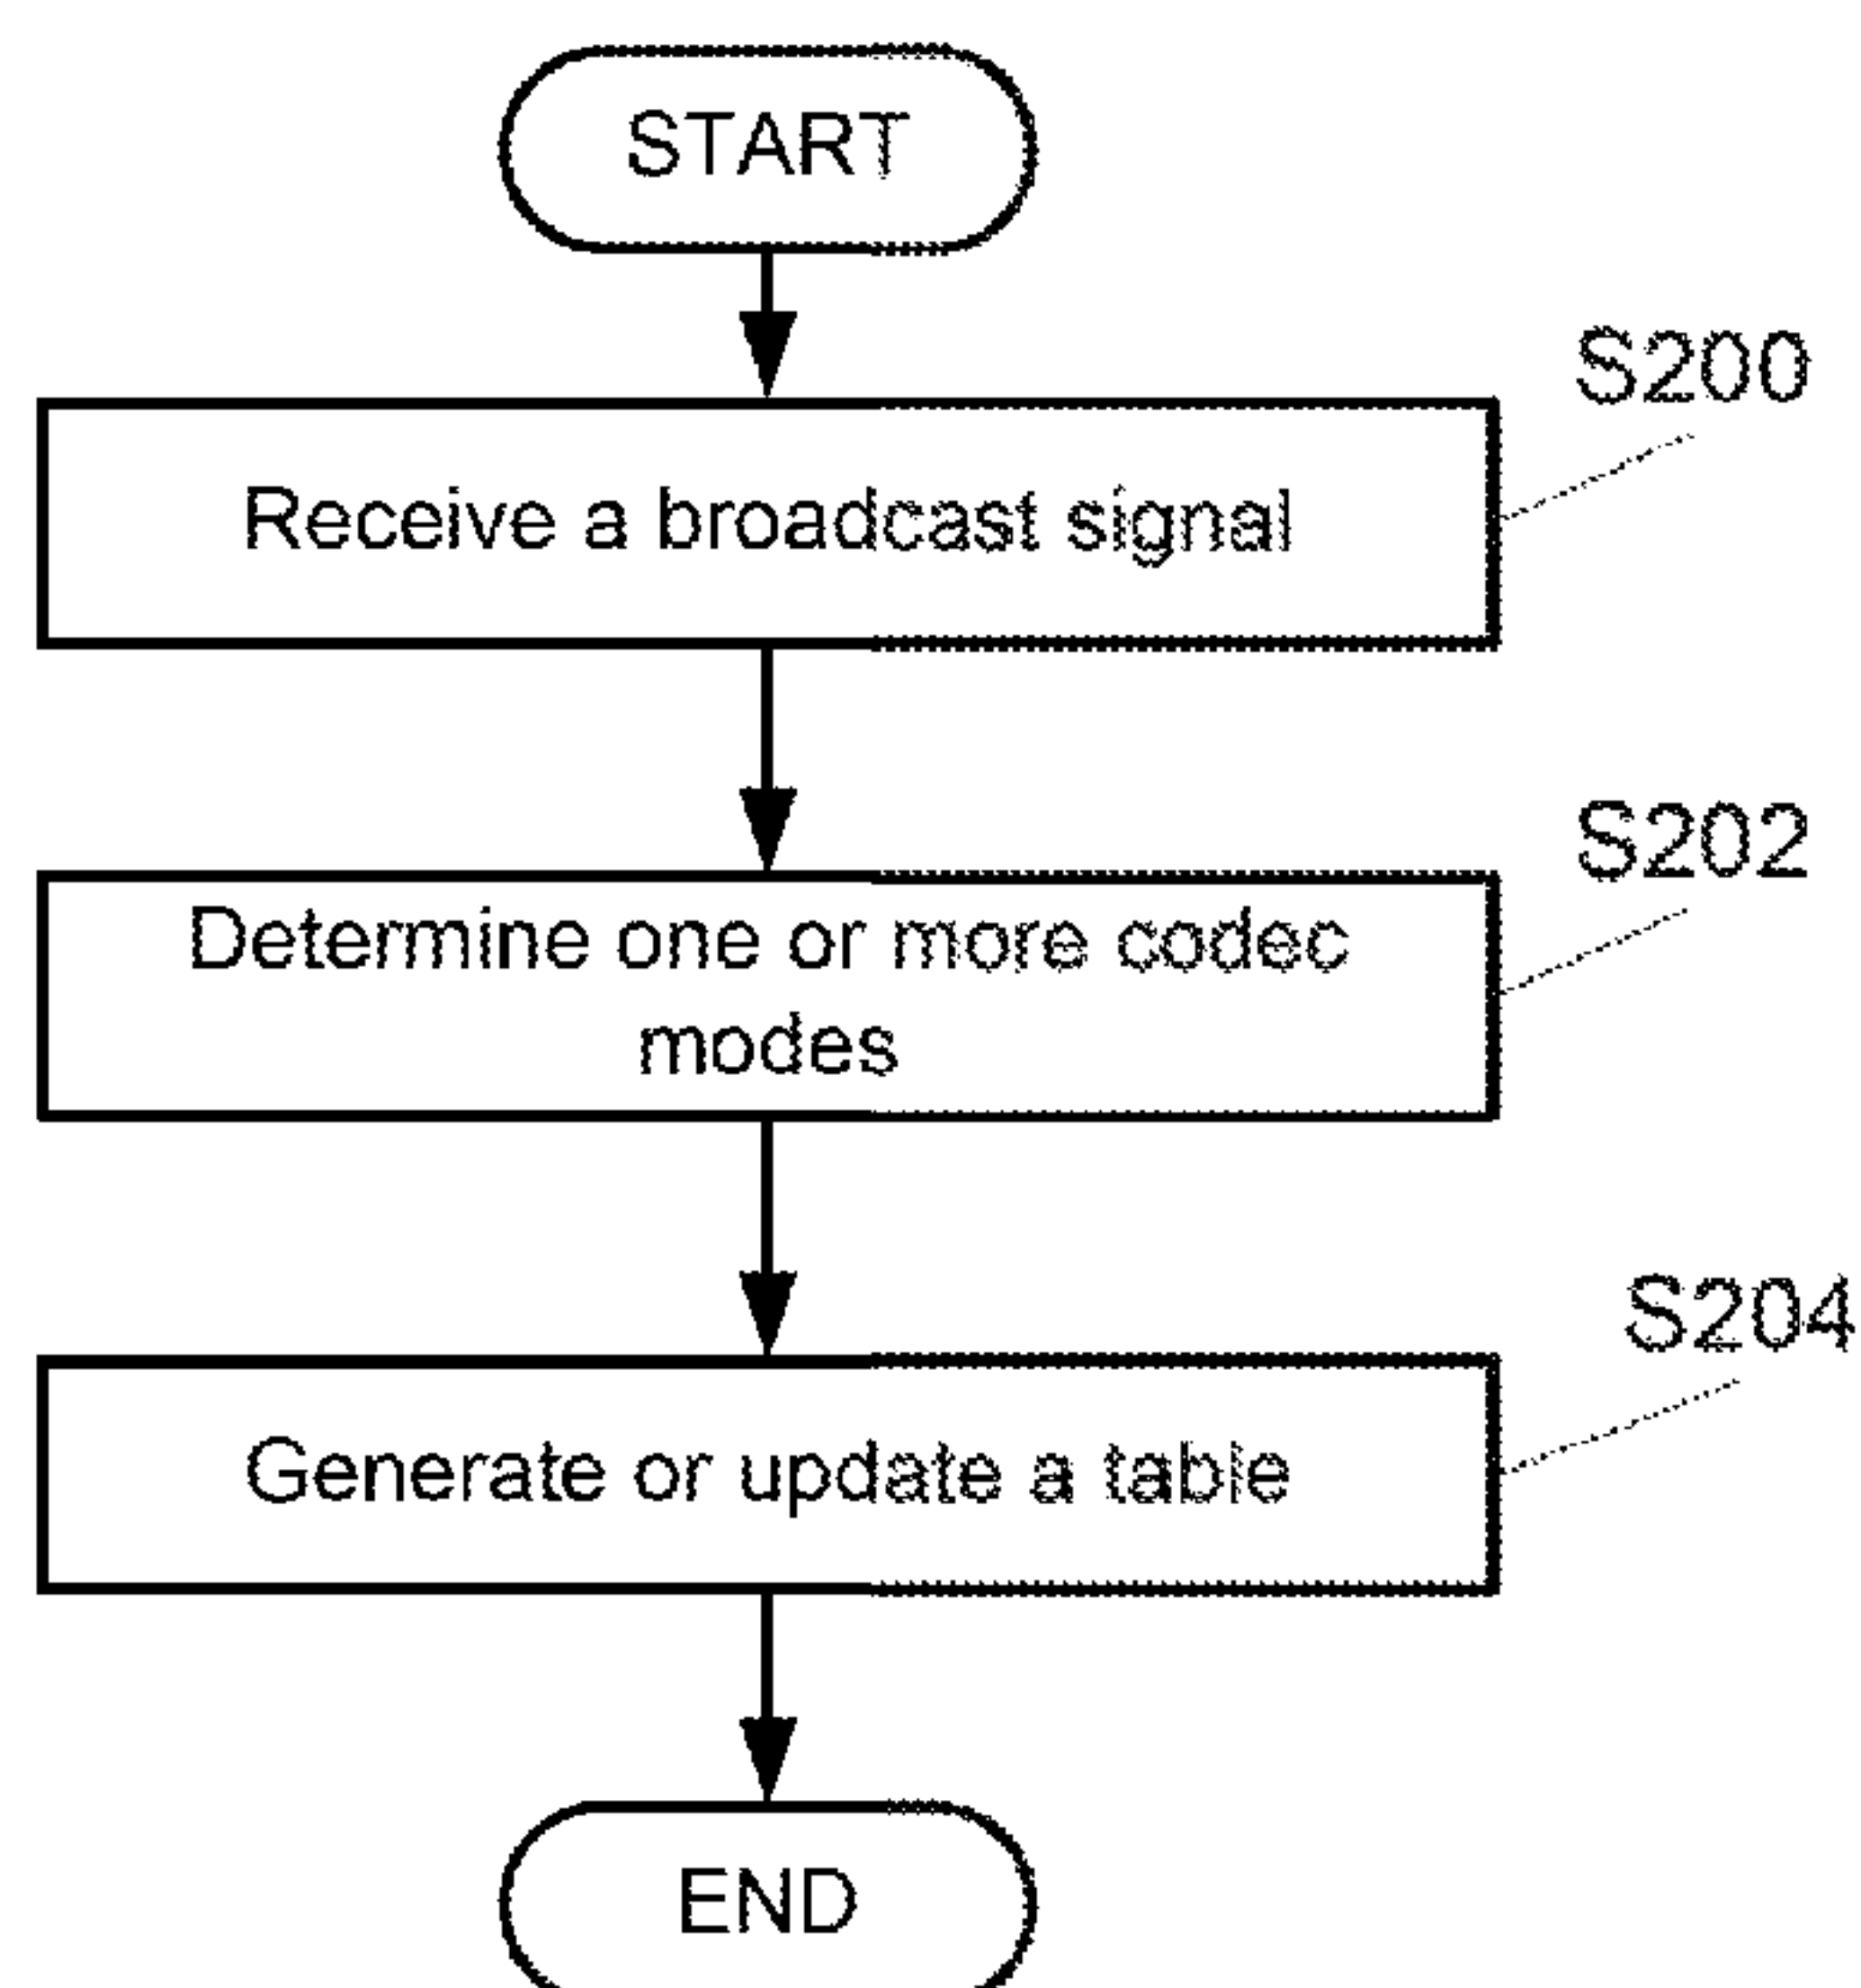 START
S200
Receive a broadcast signal
S202
Determine one or more codec
modes
S204
Generate or update a table
END